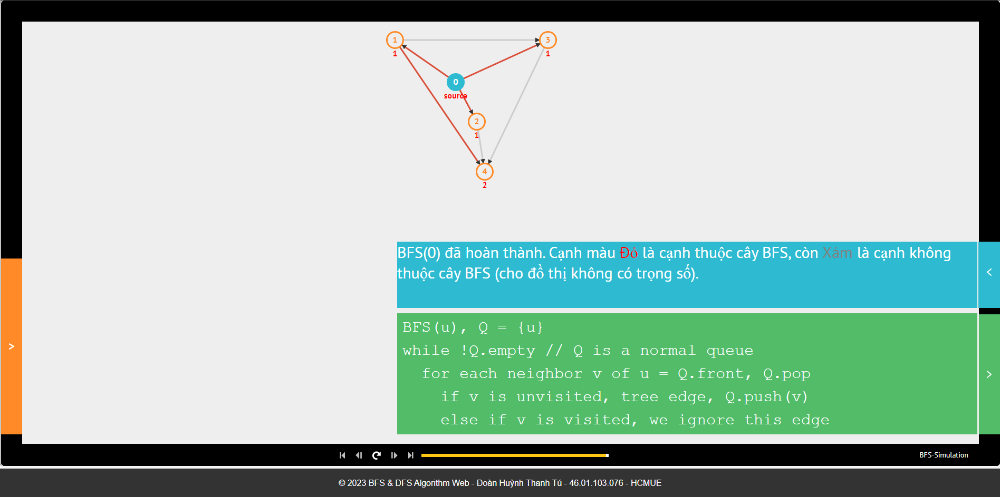 1
3
1
1
0
source
2
1
4
2
BFS(0) đã hoàn thành. Cạnh màu Đỏ là cạnh thuộc cây BFS, còn Xám là cạnh không
thuộc cây BFS (cho đồ thị không có trọng số).
BFS(u), Q = {u}
while !Q.empty // Q is a normal queue
for each neighbor v of u = Q.front, Q.pop
if v is unvisited, tree edge, Q.push(v)
else if v is visited, we ignore this edge
BFS-Simulation
© 2023 BFS & DFS Algorithm Web - Đoàn Huỳnh Thanh Tú - 46.01.103.076 - HCMUE